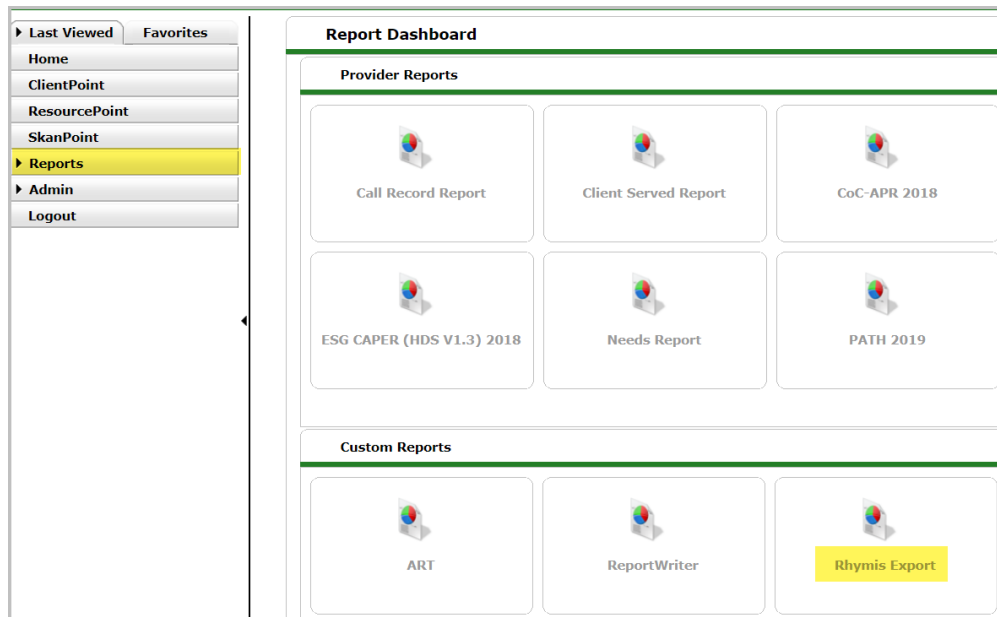 Last Viewed Favorites
Home
ClientPoint
ResourcePoint
SkanPoint
Reports
Admin
Logout
Report Dashboard
Provider Reports
Call Record Report Client Served Report CoC-APR 2018
ESG CAPER (HDS V1.3) 2018 Needs Report PATH 2019
Custom Reports
ART ReportWriter Rhymis Export